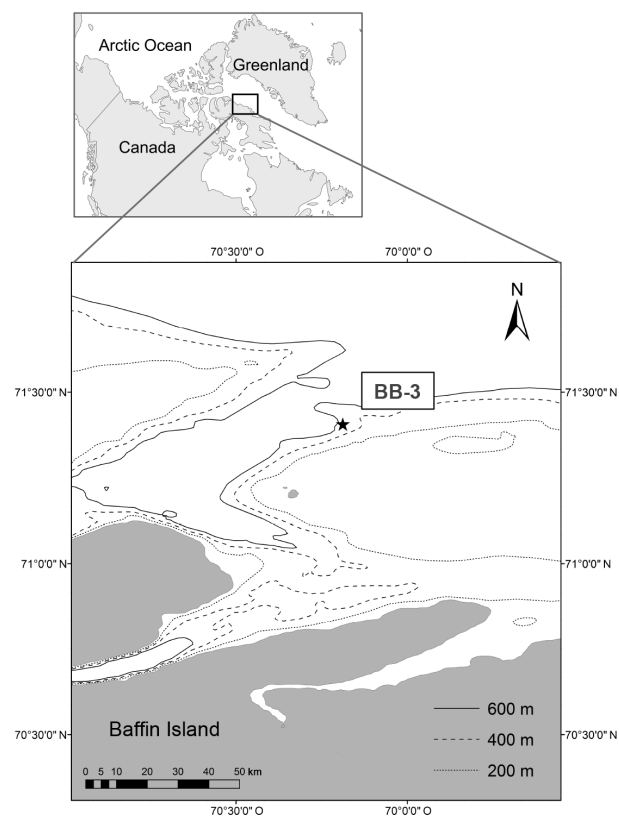 Arctic Ocean
Greenland
Canada
70°30'0" O
70°0'0" O
N
BB-3
71°30'0" N
71°30'0" N
71°0'0" N
71°0'0" N
70°30'0" N
70°30'0" N
Baffin Island
600 m
400 m
200 m
0 5 10 20 30 40 50 km
70°30'0" O
70°0'0" O